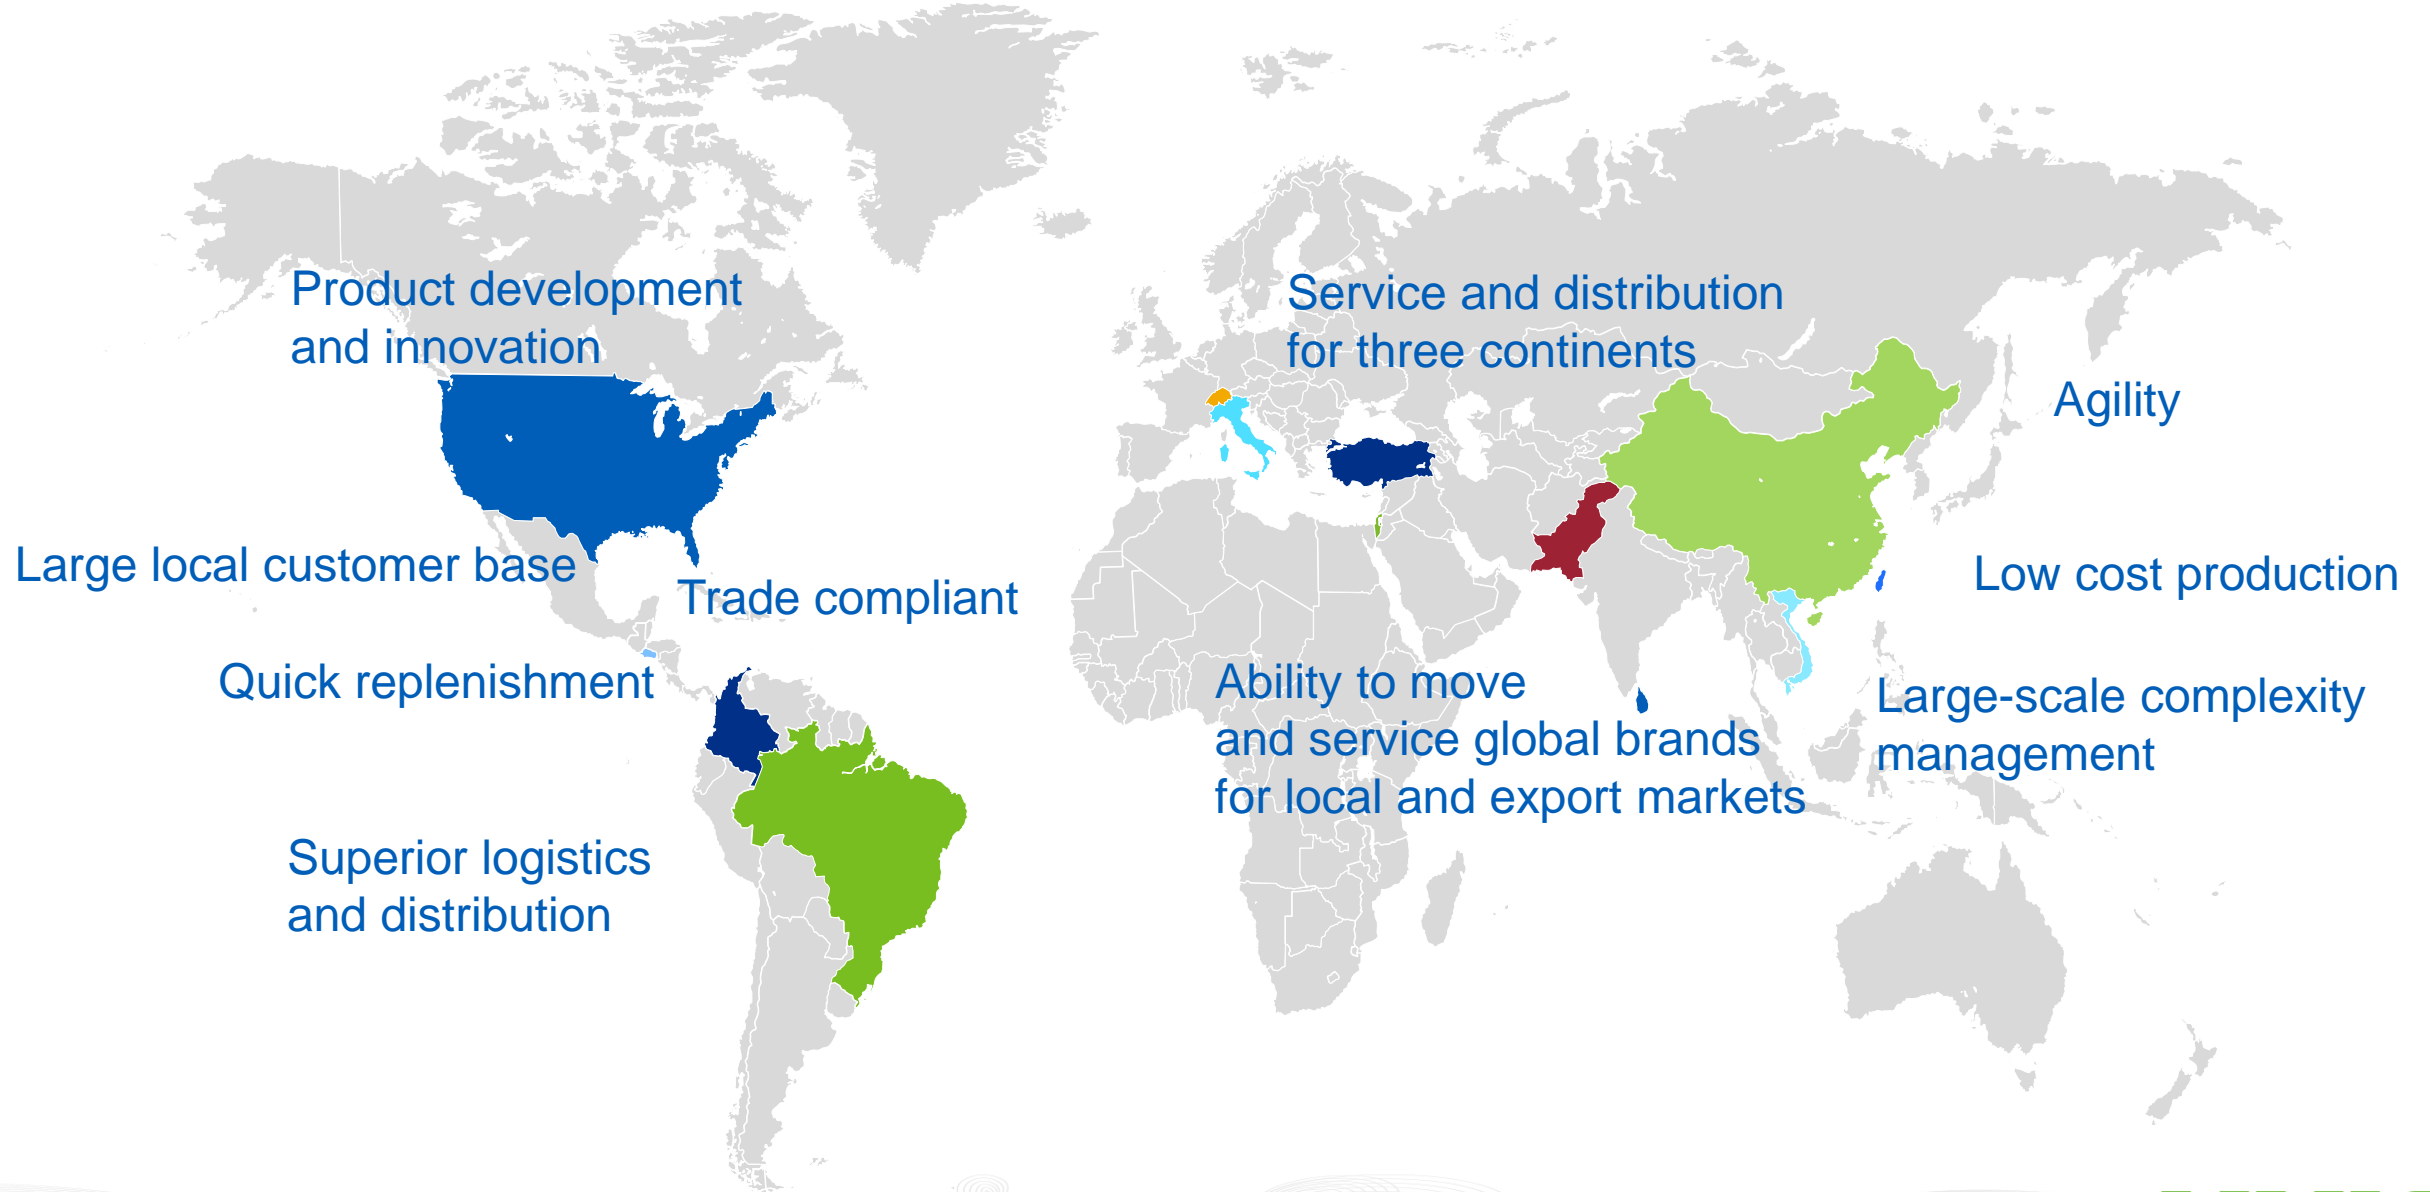 Product development
and innovation
Service and distribution
for three continents
Agility
Large local customer base
Trade compliant
Low cost production
Quick replenishment
Ability to move
and service global brands
for local and export markets
Large-scale complexity
management
Superior logistics
and distribution